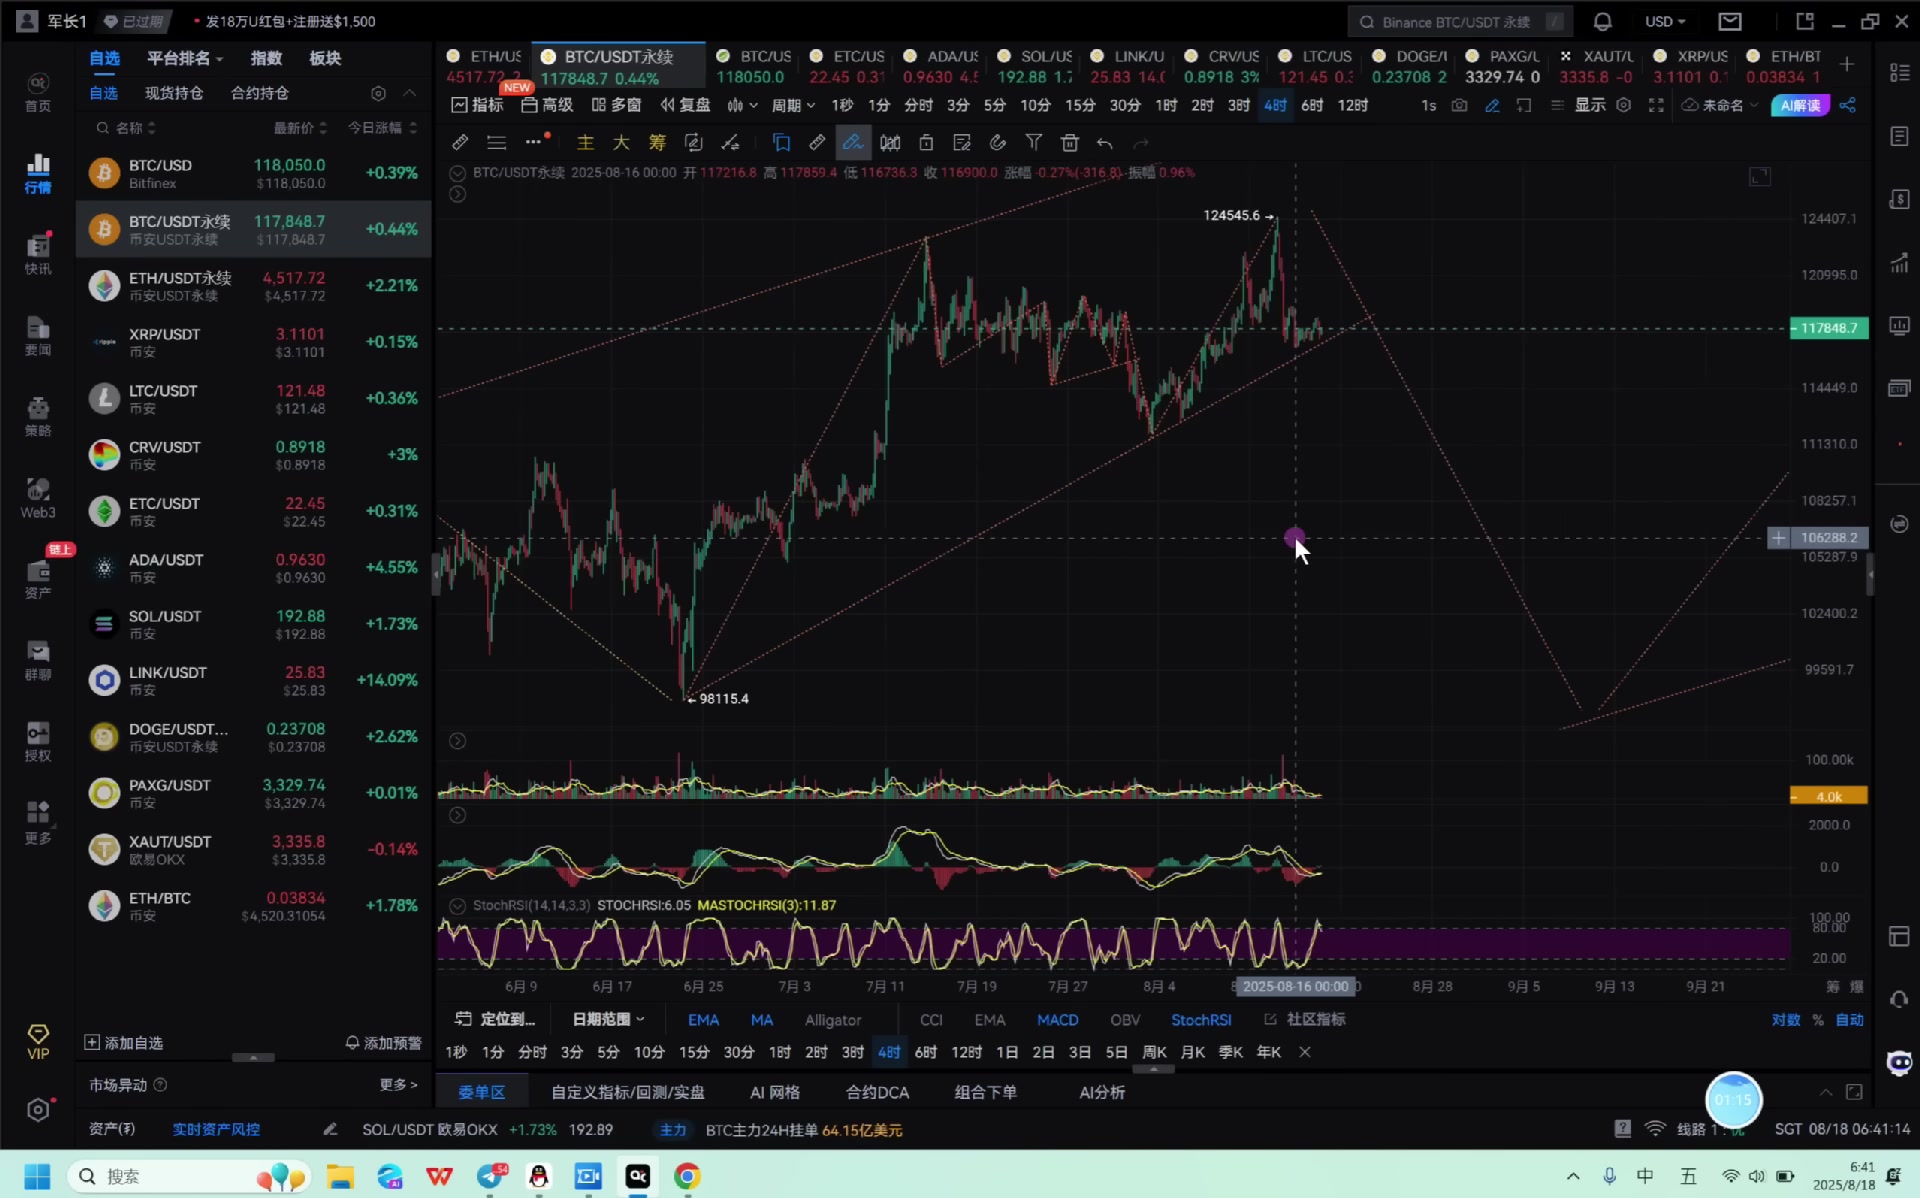 军长1 已过期 • 发18万U红包+注册送$1,500 Binance BTC/USDT 永续 / USD
首页
行情
快讯
要闻
策略
Web3
链上
资产
群聊
授权
更多
VIP
自选 平台排名 指数 板块
自选 现货持仓 合约持仓
名称 最新价 今日涨幅
BTC/USD 118,050.0 +0.39%
Bitfinex $118,050.0
BTC/USDT永续 117,848.7 +0.44%
币安USDT永续 $117,848.7
ETH/USDT永续 4,517.72 +2.21%
币安USDT永续 $4,517.72
XRP/USDT 3.1101 +0.15%
币安 $3.1101
LTC/USDT 121.48 +0.36%
币安 $121.48
CRV/USDT 0.8918 +3%
币安 $0.8918
ETC/USDT 22.45 +0.31%
币安 $22.45
ADA/USDT 0.9630 +4.55%
币安 $0.9630
SOL/USDT 192.88 +1.73%
币安 $192.88
LINK/USDT 25.83 +14.09%
币安 $25.83
DOGE/USDT... 0.23708 +2.62%
币安USDT永续 $0.23708
PAXG/USDT 3,329.74 +0.01%
币安 $3,329.74
XAUT/USDT 3,335.8 -0.14%
欧易OKX $3,335.8
ETH/BTC 0.03834 +1.78%
币安 $4,520.31054
添加自选 添加预警
市场异动 更多 >
ETH/US BTC/USDT永续 BTC/US ETC/US ADA/US SOL/US LINK/U CRV/US LTC/US DOGE/I PAXG/L XAUT/L XRP/US ETH/BT
4517.72 2 117848.7 0.44% 118050.0 22.45 0.31 0.9630 4.5 192.88 1.7 25.83 14.0 0.8918 3% 121.45 0.3 0.23708 2 3329.74 0 3335.8 -0 3.1101 0.1 0.03834 1
NEW
指标 高级 多窗 复盘 周期 1秒 1分 分时 3分 5分 10分 15分 30分 1时 2时 3时 4时 6时 12时 1s 显示 未命名 AI解读
主 大 筹
BTC/USDT永续 2025-08-16 00:00 开 117216.8 高 117859.4 低 116736.3 收 116900.0 涨幅 -0.27%(-316.8) 振幅 0.96%
124545.6
98115.4
124407.1
120995.0
117848.7
114449.0
111310.0
108257.1
106288.2
105287.9
102400.2
99591.7
100.00k
4.0k
2000.0
0.0
StochRSI(14,14,3,3) STOCHRSI:6.05 MASTOCHRSI(3):11.87
100.00
80.00
20.00
6月 9 6月 17 6月 25 7月 3 7月 11 7月 19 7月 27 8月 4 2025-08-16 00:00 8月 28 9月 5 9月 13 9月 21 筹 爆
定位到... 日期范围 EMA MA Alligator CCI EMA MACD OBV StochRSI 社区指标 对数 % 自动
1秒 1分 分时 3分 5分 10分 15分 30分 1时 2时 3时 4时 6时 12时 1日 2日 3日 5日 周K 月K 季K 年K
委单区 自定义指标/回测/实盘 AI 网格 合约DCA 组合下单 AI分析
01:15
资产(₮) 实时资产风控 SOL/USDT 欧易OKX +1.73% 192.89 主力 BTC主力24H挂单 64.15亿美元 线路 1 SGT 08/18 06:41:14
搜索 54 中 五 6:41
2025/8/18